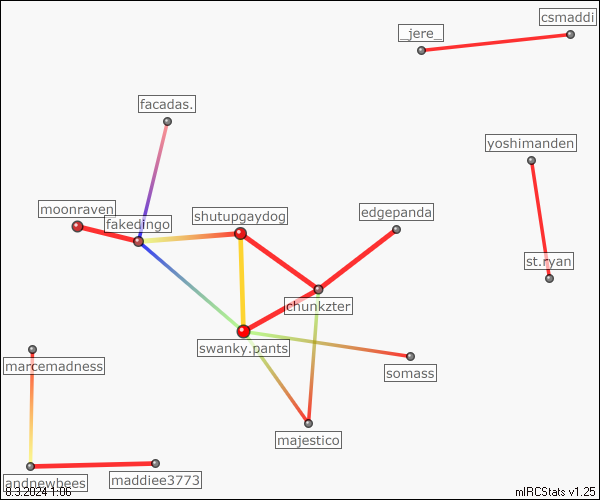 csmaddi
_jere_
facadas.
yoshimanden
moonraven
shutupgaydog
edgepanda
fakedingo
st.ryan
chunkzter
swanky.pants
marcemadness
somass
majestico
andnewbees
maddiee3773
8.3.2024 1:06
mIRCStats v1.25